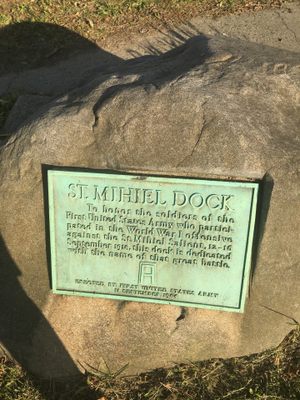 ST. MIHIEL DOCK
To honor the soldiers of the
First United States Army who partici-
pated in the World War I offensive
against the St. Mihiel Salient, 12-16
September 1918, this dock is dedicated
with the name of that great battle.
A
ERECTED BY FIRST UNITED STATES ARMY
SEPTEMBER